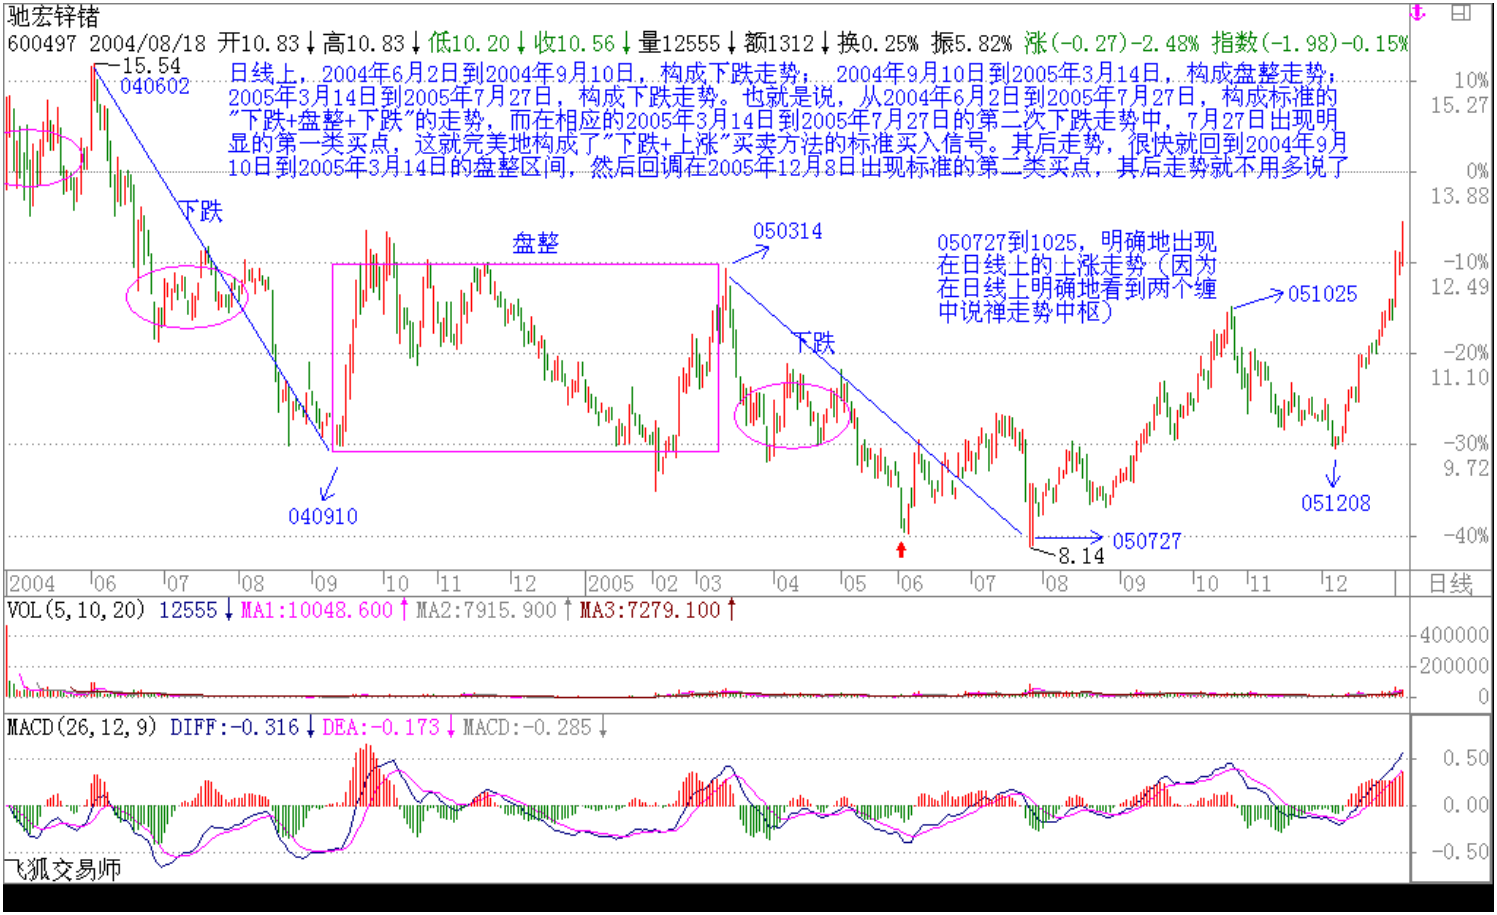 驰宏锌锗
600497 2004/08/18 开10.83↓高10.83↓低10.20↓收10.56↓量12555↓额1312↓换0.25% 振5.82% 涨(-0.27)-2.48% 指数(-1.98)-0.15%
15.54
040602
日线上，2004年6月2日到2004年9月10日，构成下跌走势； 2004年9月10日到2005年3月14日，构成盘整走势；
2005年3月14日到2005年7月27日，构成下跌走势。也就是说，从2004年6月2日到2005年7月27日，构成标准的
"下跌+盘整+下跌"的走势，而在相应的2005年3月14日到2005年7月27日的第二次下跌走势中，7月27日出现明
显的第一类买点，这就完美地构成了"下跌+上涨"买卖方法的标准买入信号。其后走势，很快就回到2004年9月
10日到2005年3月14日的盘整区间，然后回调在2005年12月8日出现标准的第二类买点，其后走势就不用多说了
10%
15.27
0%
13.88
-10%
12.49
-20%
11.10
-30%
9.72
-40%
下跌
盘整
050314
050727到1025，明确地出现
在日线上的上涨走势（因为
在日线上明确地看到两个缠
中说禅走势中枢）
051025
下跌
040910
051208
050727
8.14
2004 06 07 08 09 10 11 12 2005 02 03 04 05 06 07 08 09 10 11 12 日线
VOL(5,10,20) 12555↓MA1:10048.600↑MA2:7915.900↑MA3:7279.100↑
400000
200000
0
MACD(26,12,9) DIFF:-0.316↓DEA:-0.173↓MACD:-0.285↓
0.50
0.00
-0.50
飞狐交易师